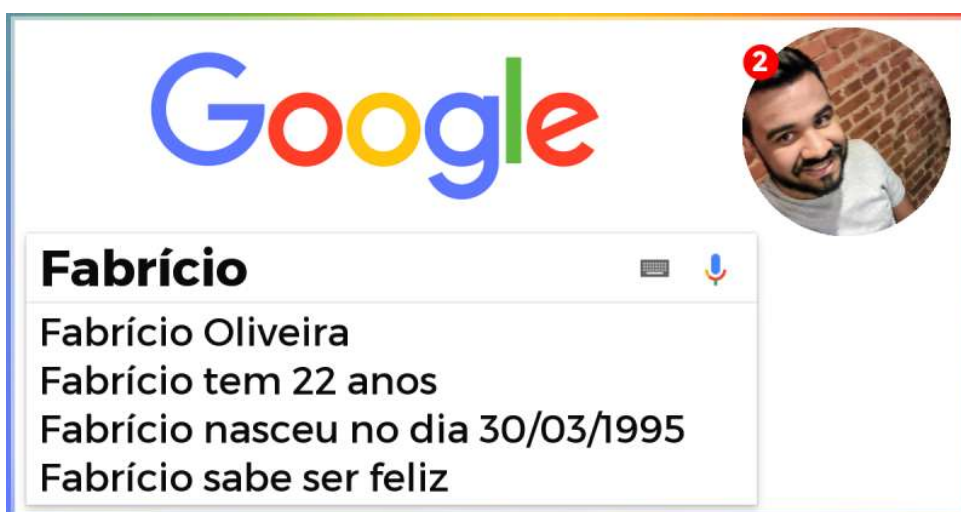 Google
2
Fabrício
Fabrício Oliveira
Fabrício tem 22 anos
Fabrício nasceu no dia 30/03/1995
Fabrício sabe ser feliz